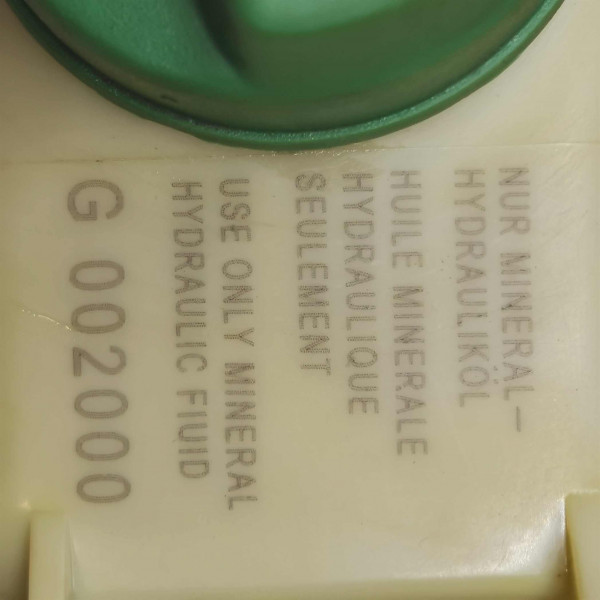 NUR MINERAL-
HYDRAULIKÖL
HUILE MINERALE
HYDRAULIQUE
SEULEMENT
USE ONLY MINERAL
HYDRAULIC FIUID
G 002000